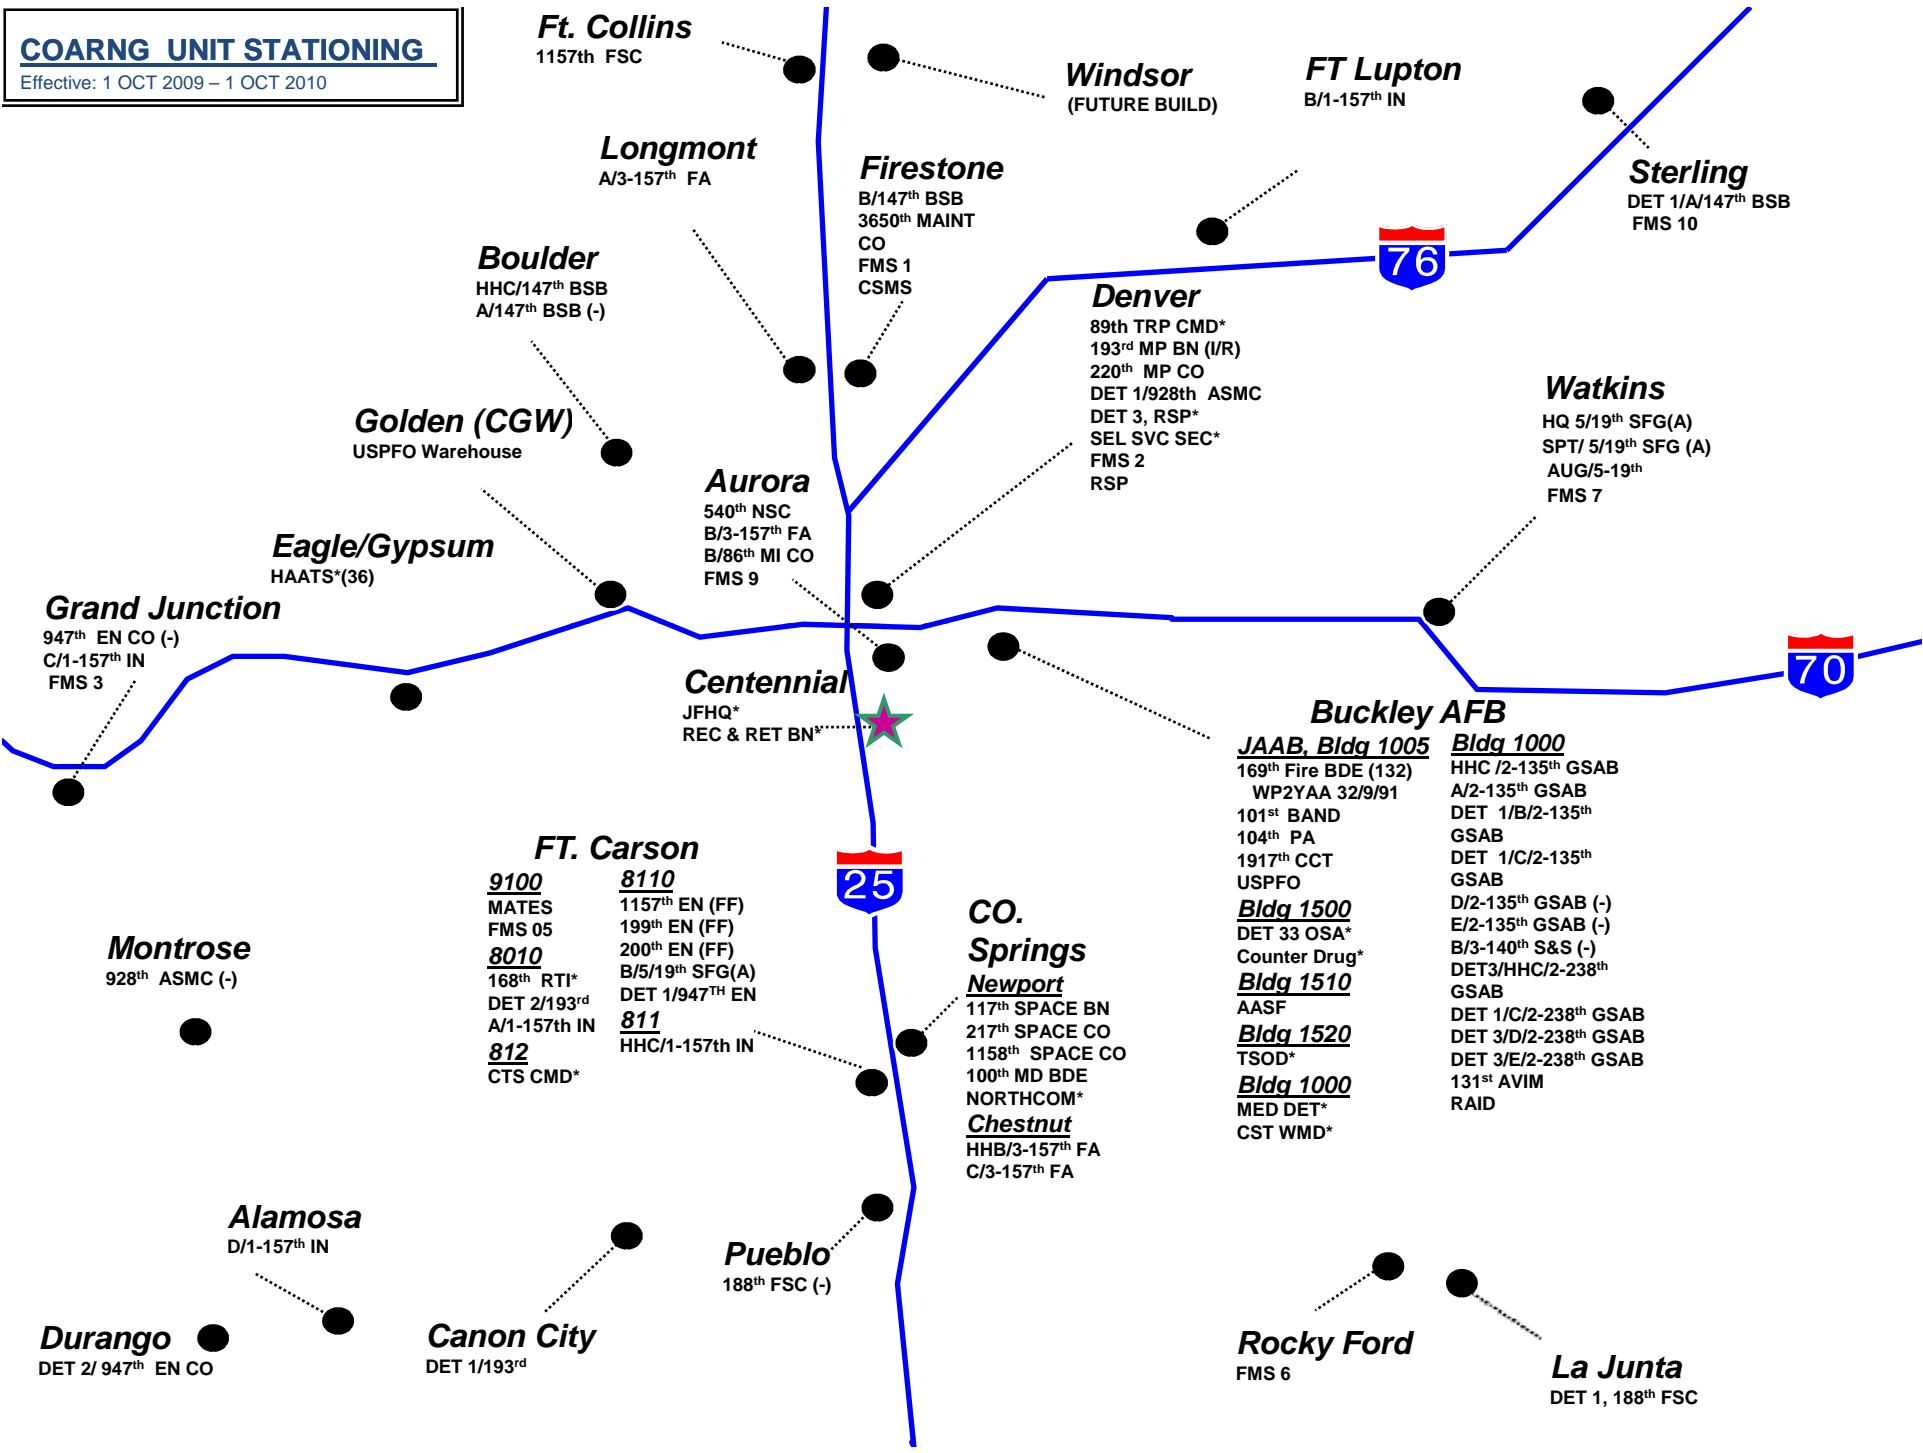 COARNG UNIT STATIONING
Effective: 1 OCT 2009 – 1 OCT 2010
Ft. Collins
1157th FSC
Windsor
(FUTURE BUILD)
FT Lupton
B/1-157th IN
Sterling
DET 1/A/147th BSB
FMS 10
Longmont
A/3-157th FA
Firestone
B/147th BSB
3650th MAINT
CO
FMS 1
CSMS
76
Boulder
HHC/147th BSB
A/147th BSB (-)
Denver
89th TRP CMD*
193rd MP BN (I/R)
220th MP CO
DET 1/928th ASMC
DET 3, RSP*
SEL SVC SEC*
FMS 2
RSP
Watkins
HQ 5/19th SFG(A)
SPT/ 5/19th SFG (A)
AUG/5-19th
FMS 7
Golden (CGW)
USPFO Warehouse
Aurora
540th NSC
B/3-157th FA
B/86th MI CO
FMS 9
Eagle/Gypsum
HAATS*(36)
Grand Junction
947th EN CO (-)
C/1-157th IN
FMS 3
70
Centennial
JFHQ*
REC & RET BN*
Buckley AFB
JAAB, Bldg 1005
169th Fire BDE (132)
WP2YAA 32/9/91
101st BAND
104th PA
1917th CCT
USPFO
Bldg 1500
DET 33 OSA*
Counter Drug*
Bldg 1510
AASF
Bldg 1520
TSOD*
Bldg 1000
MED DET*
CST WMD*
Bldg 1000
HHC /2-135th GSAB
A/2-135th GSAB
DET 1/B/2-135th
GSAB
DET 1/C/2-135th
GSAB
D/2-135th GSAB (-)
E/2-135th GSAB (-)
B/3-140th S&S (-)
DET3/HHC/2-238th
GSAB
DET 1/C/2-238th GSAB
DET 3/D/2-238th GSAB
DET 3/E/2-238th GSAB
131st AVIM
RAID
FT. Carson
9100
MATES
FMS 05
8010
168th RTI*
DET 2/193rd
A/1-157th IN
812
CTS CMD*
8110
1157th EN (FF)
199th EN (FF)
200th EN (FF)
B/5/19th SFG(A)
DET 1/947TH EN
811
HHC/1-157th IN
25
CO.
Springs
Newport
117th SPACE BN
217th SPACE CO
1158th SPACE CO
100th MD BDE
NORTHCOM*
Chestnut
HHB/3-157th FA
C/3-157th FA
Montrose
928th ASMC (-)
Alamosa
D/1-157th IN
Pueblo
188th FSC (-)
Durango
DET 2/ 947th EN CO
Canon City
DET 1/193rd
Rocky Ford
FMS 6
La Junta
DET 1, 188th FSC